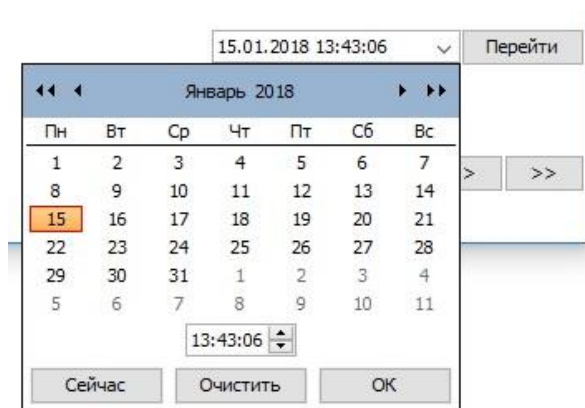 15.01.2018 13:43:06 Перейти
Январь 2018
Пн Вт Ср Чт Пт Сб Вс
1 2 3 4 5 6 7
> >>
8 9 10 11 12 13 14
15 16 17 18 19 20 21
22 23 24 25 26 27 28
29 30 31 1 2 3 4
5 6 7 8 9 10 11
13:43:06
Сейчас Очистить ОК